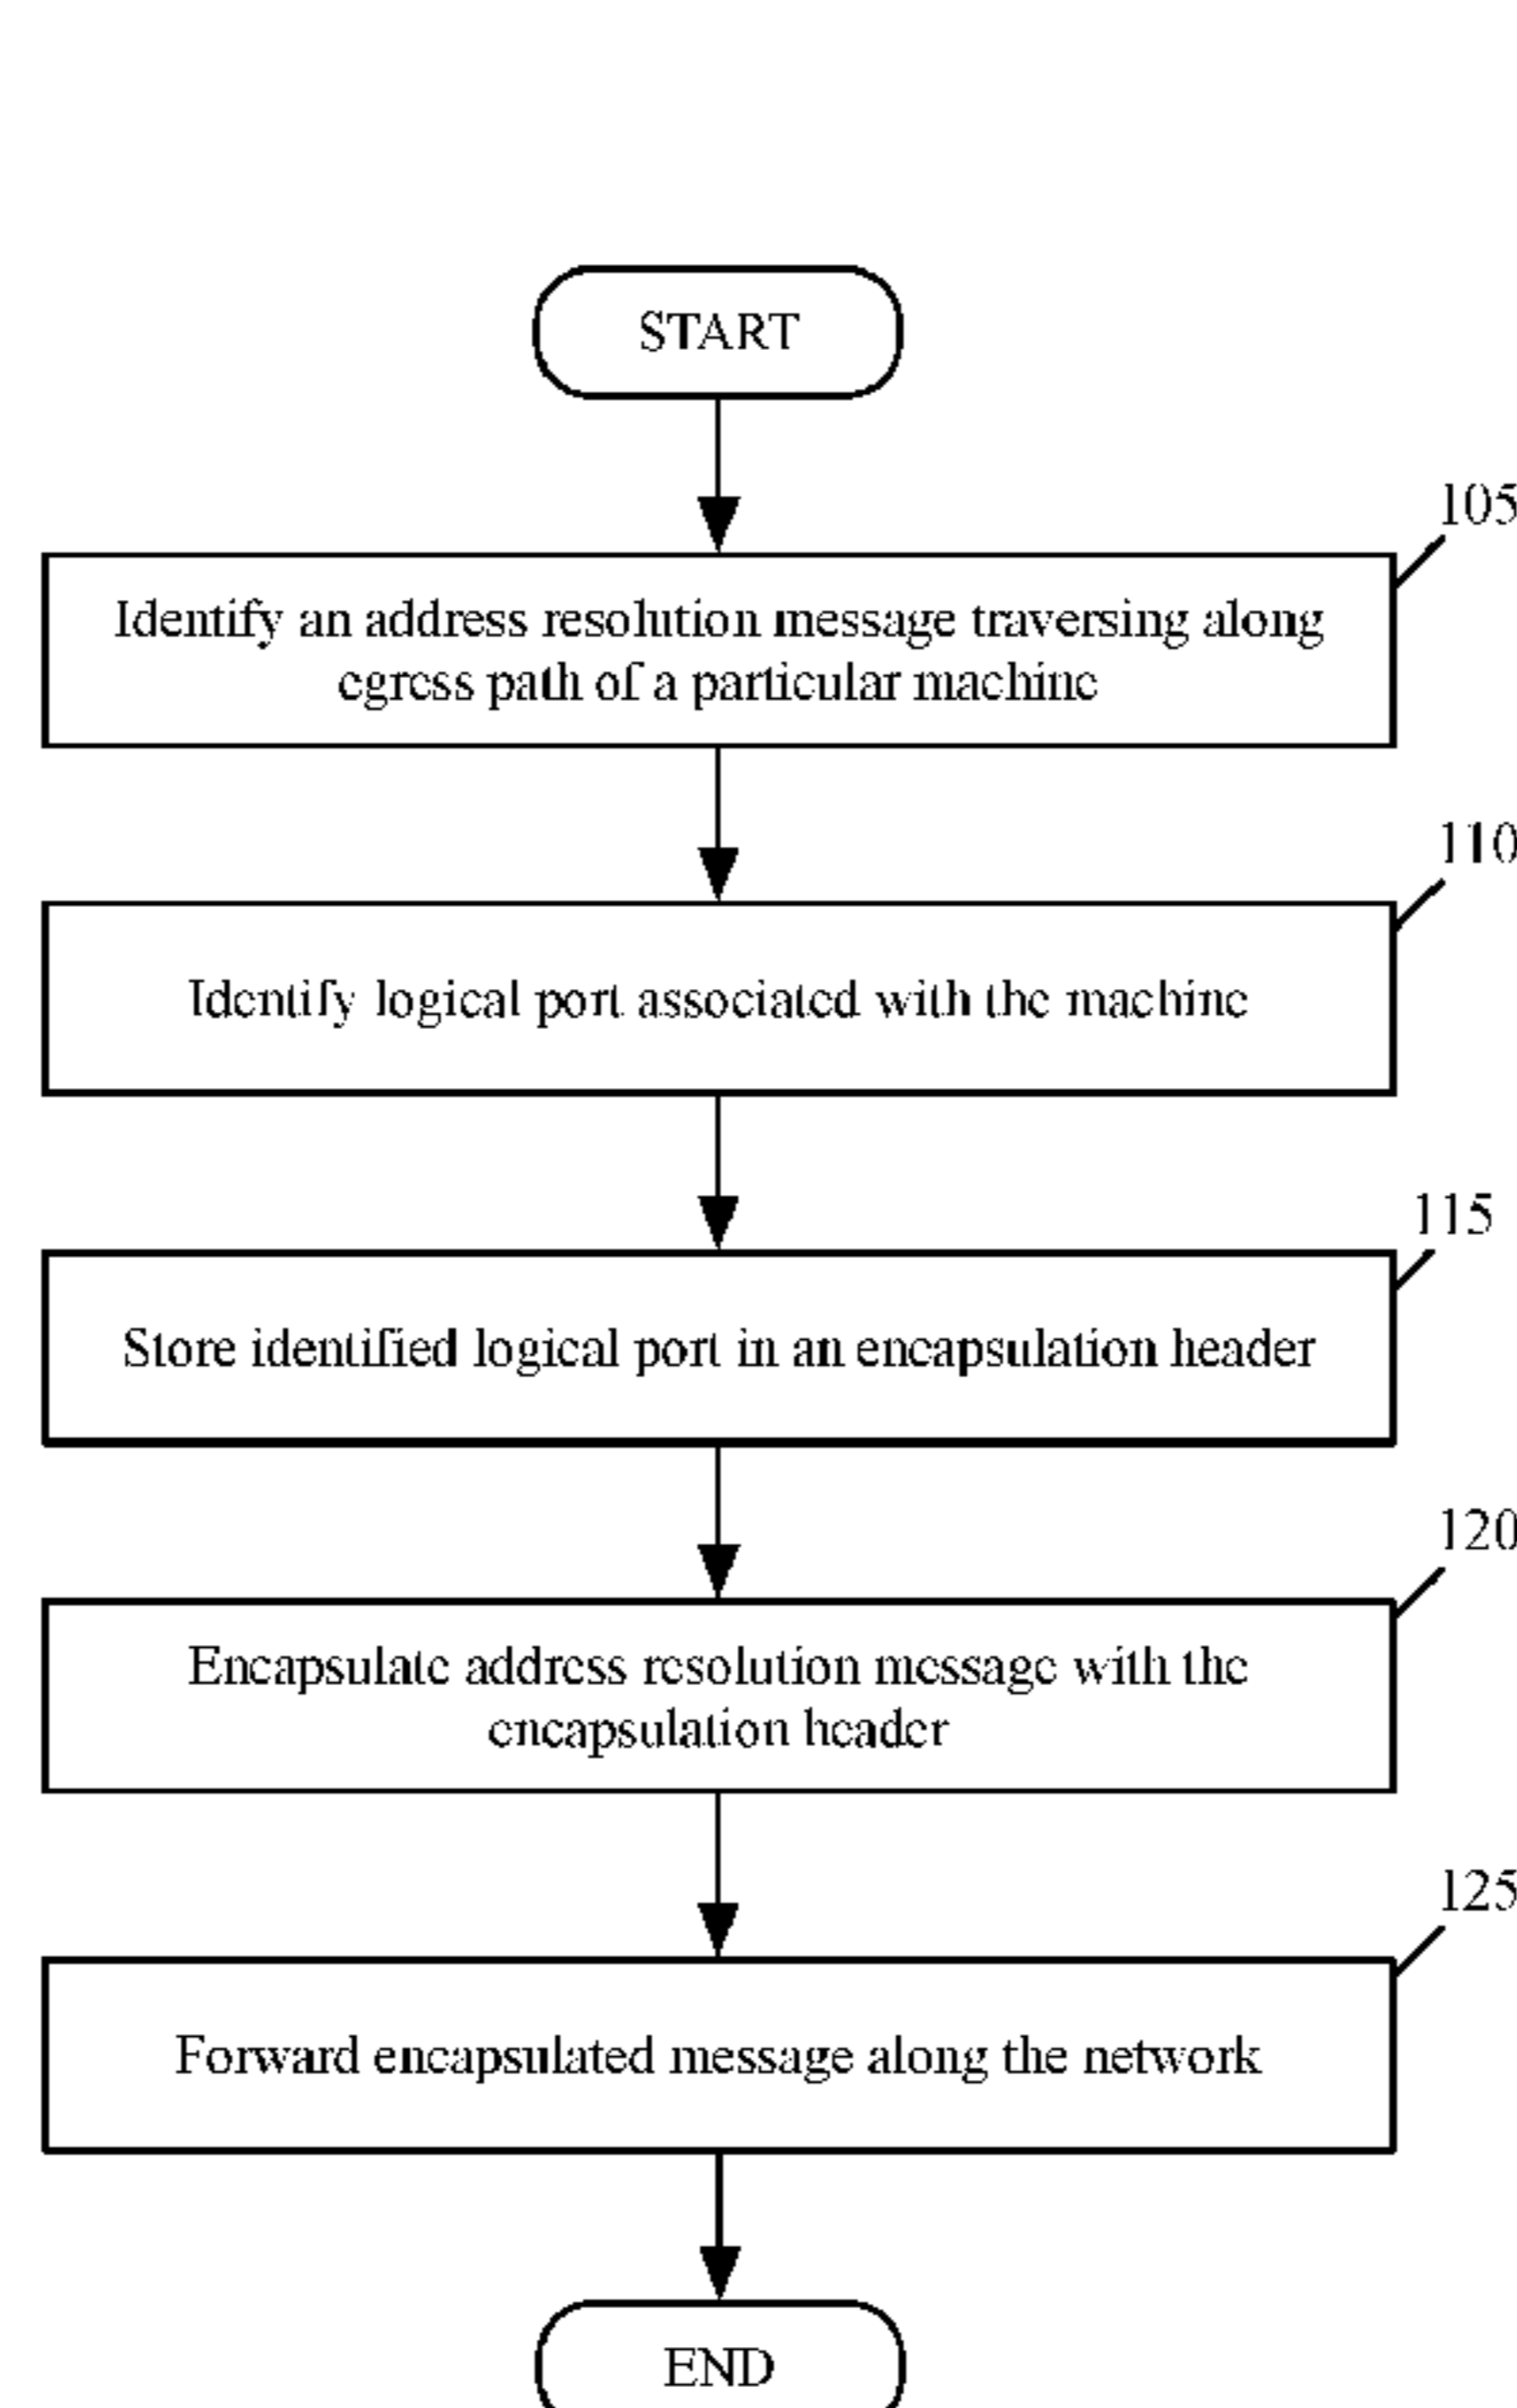 START
105
Identify an address resolution message traversing along
egress path of a particular machine
110
Identify logical port associated with the machine
115
Store identified logical port in an encapsulation header
120
Encapsulate address resolution message with the
encapsulation header
125
Forward encapsulated message along the network
END